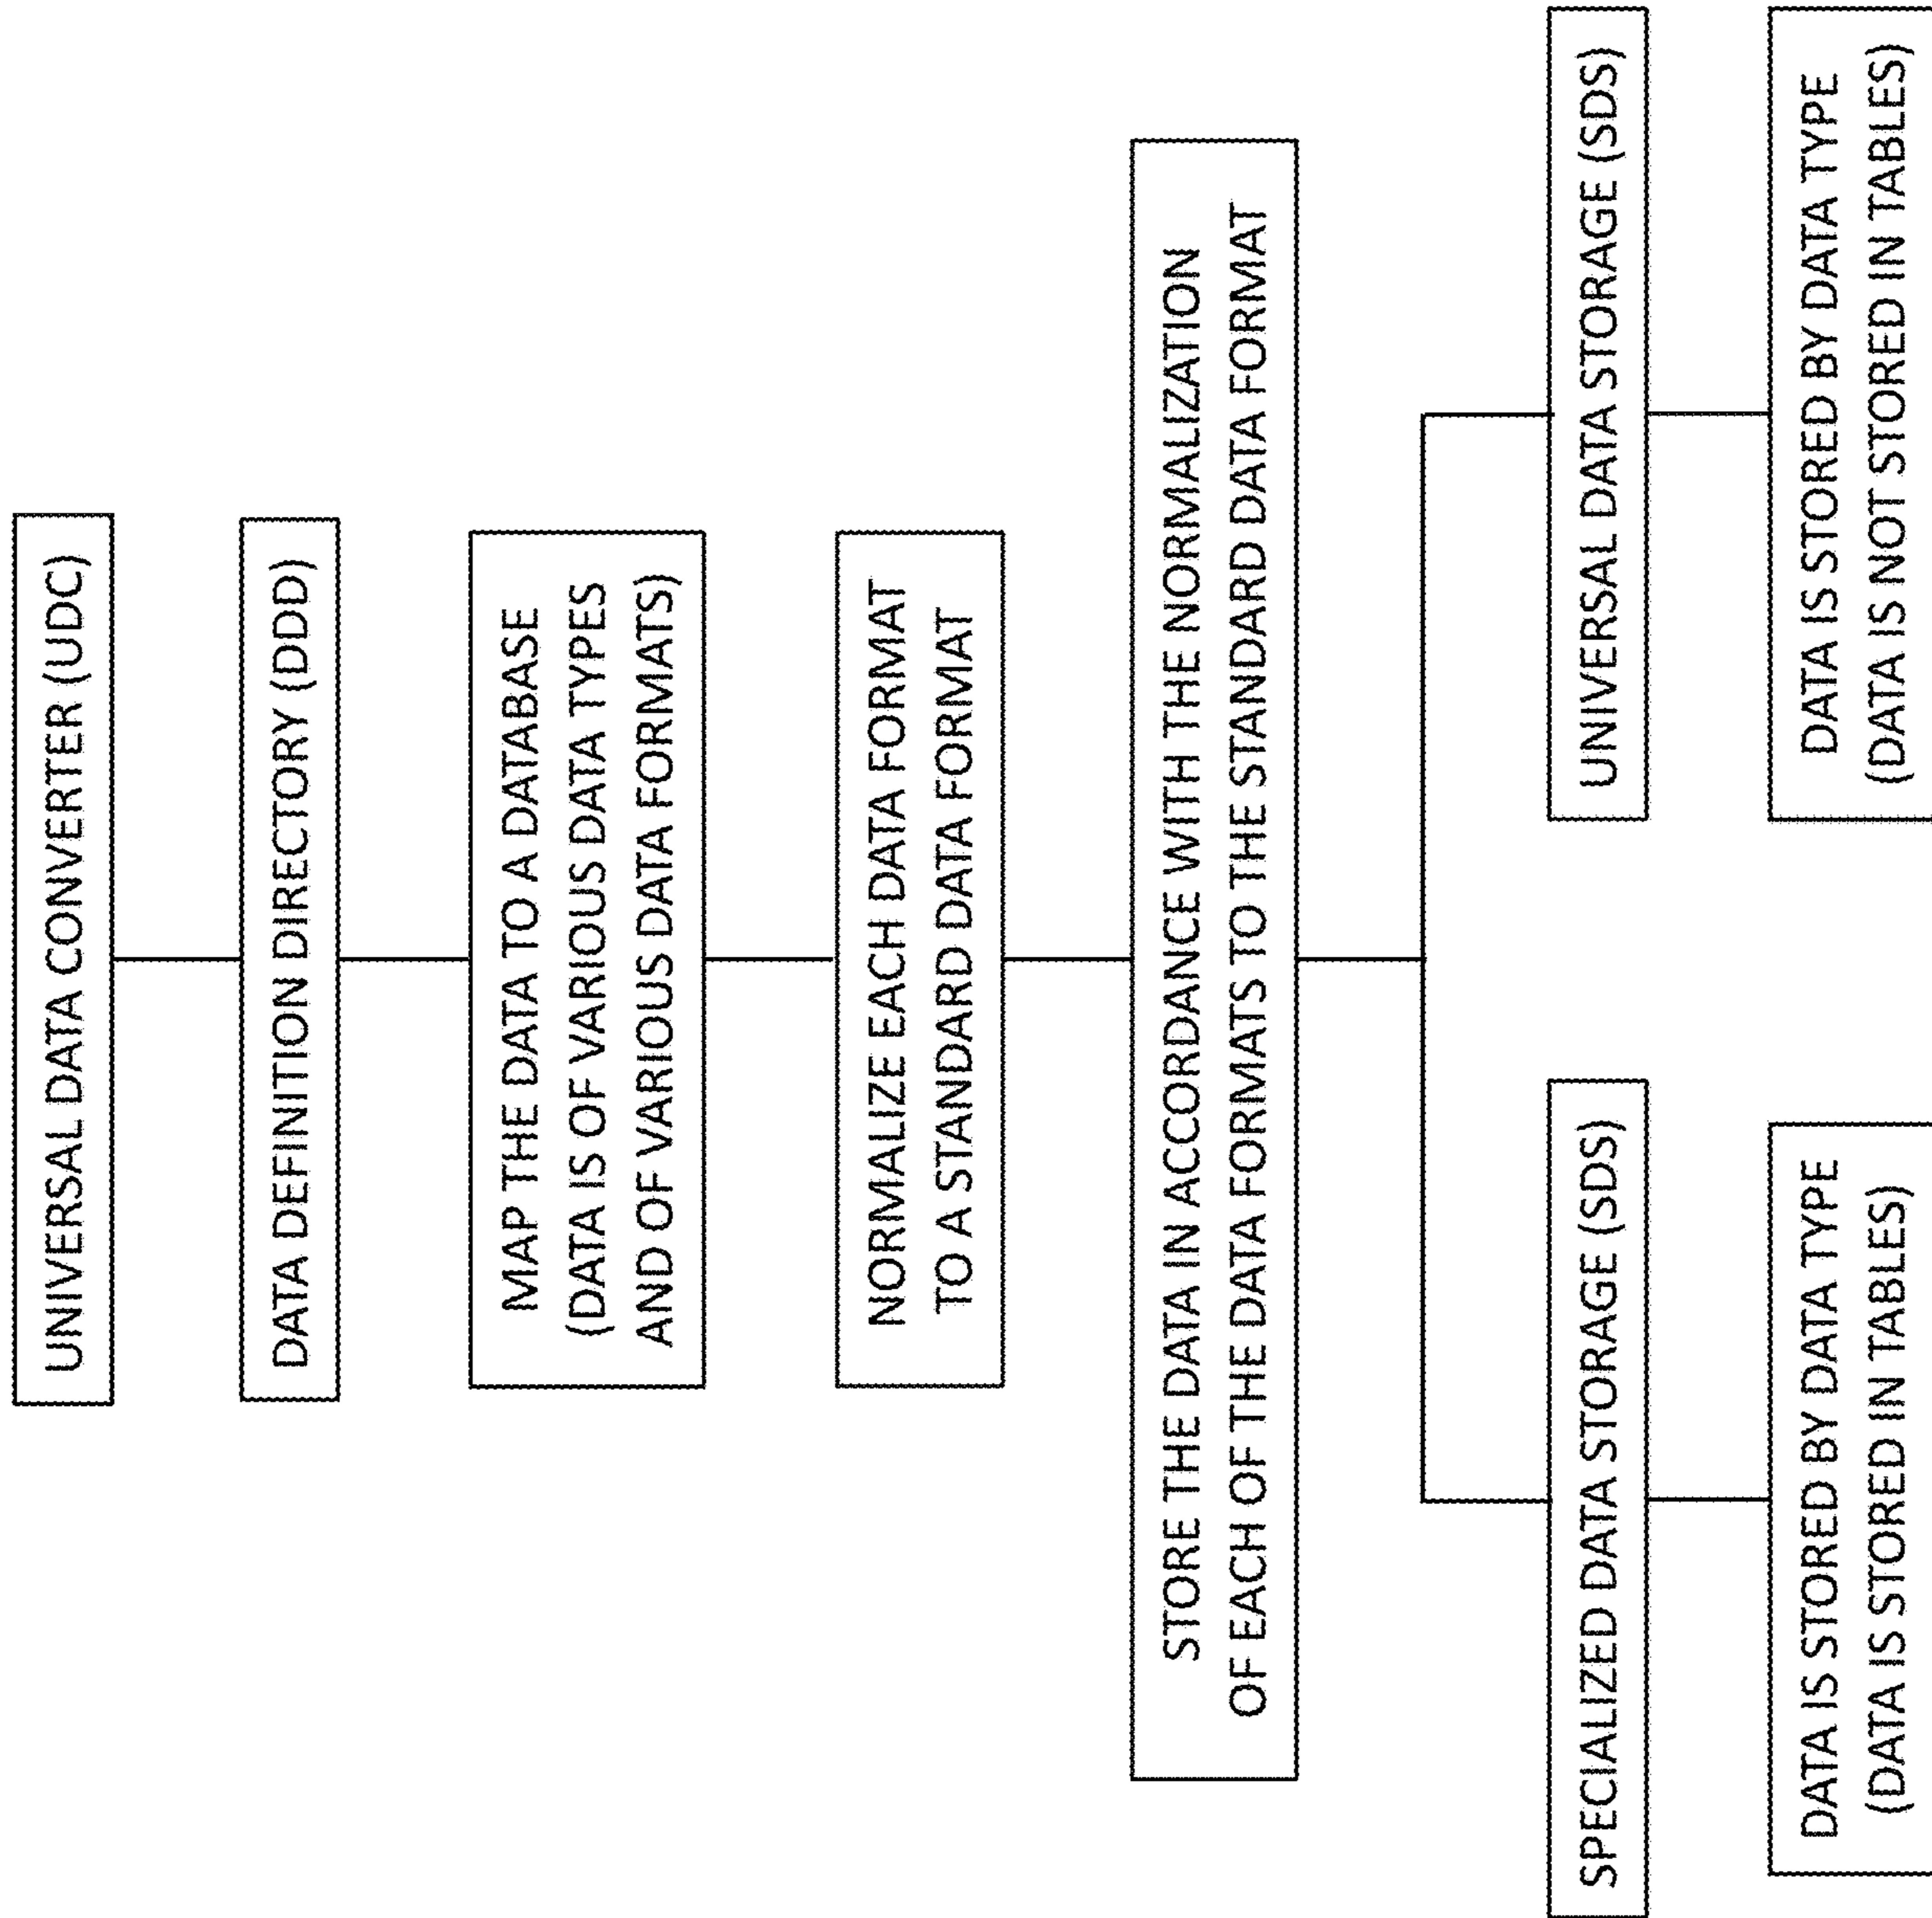 UNIVERSAL DATA CONVERTER (UDC)
DATA DEFINITION DIRECTORY (DDD)
MAP THE DATA TO A DATABASE
(DATA IS OF VARIOUS DATA TYPES
AND OF VARIOUS DATA FORMATS)
NORMALIZE EACH DATA FORMAT
TO A STANDARD DATA FORMAT
STORE THE DATA IN ACCORDANCE WITH THE NORMALIZATION
OF EACH OF THE DATA FORMATS TO THE STANDARD DATA FORMAT
SPECIALIZED DATA STORAGE (SDS)
DATA IS STORED BY DATA TYPE
(DATA IS STORED IN TABLES)
UNIVERSAL DATA STORAGE (SDS)
DATA IS STORED BY DATA TYPE
(DATA IS NOT STORED IN TABLES)